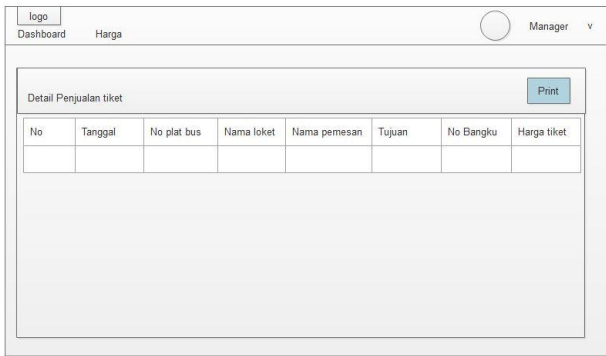 logo
Dashboard Harga Manager v
Print
Detail Penjualan tiket
No Tanggal No plat bus Nama loket Nama pemesan Tujuan No Bangku Harga tiket